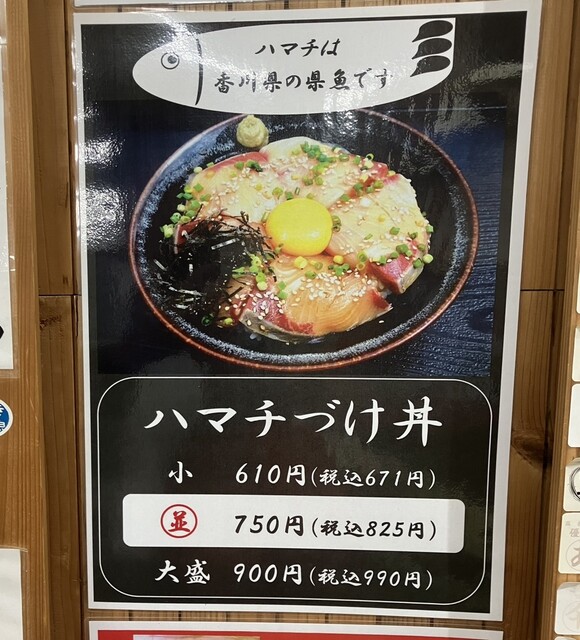 ハマチは
香川県の県魚です
ハマチづけ丼
小 610円(税込671円)
並 750円(税込825円)
大盛 900円(税込990円)